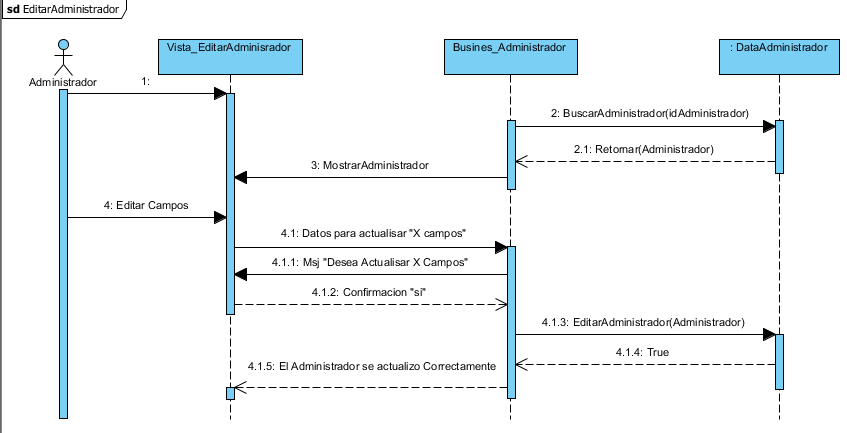 sd EditarAdministrador
Vista_EditarAdminisrador
Busines_Administrador
: DataAdministrador
Administrador
1:
2: BuscarAdministrador(idAdministrador)
2.1: Retornar(Administrador)
3: MostrarAdministrador
4: Editar Campos
4.1: Datos para actualisar "X campos"
4.1.1: Msj "Desea Actualisar X Campos"
4.1.2: Confirmacion "si"
4.1.3: EditarAdministrador(Administrador)
4.1.4: True
4.1.5: El Administrador se actualizo Correctamente